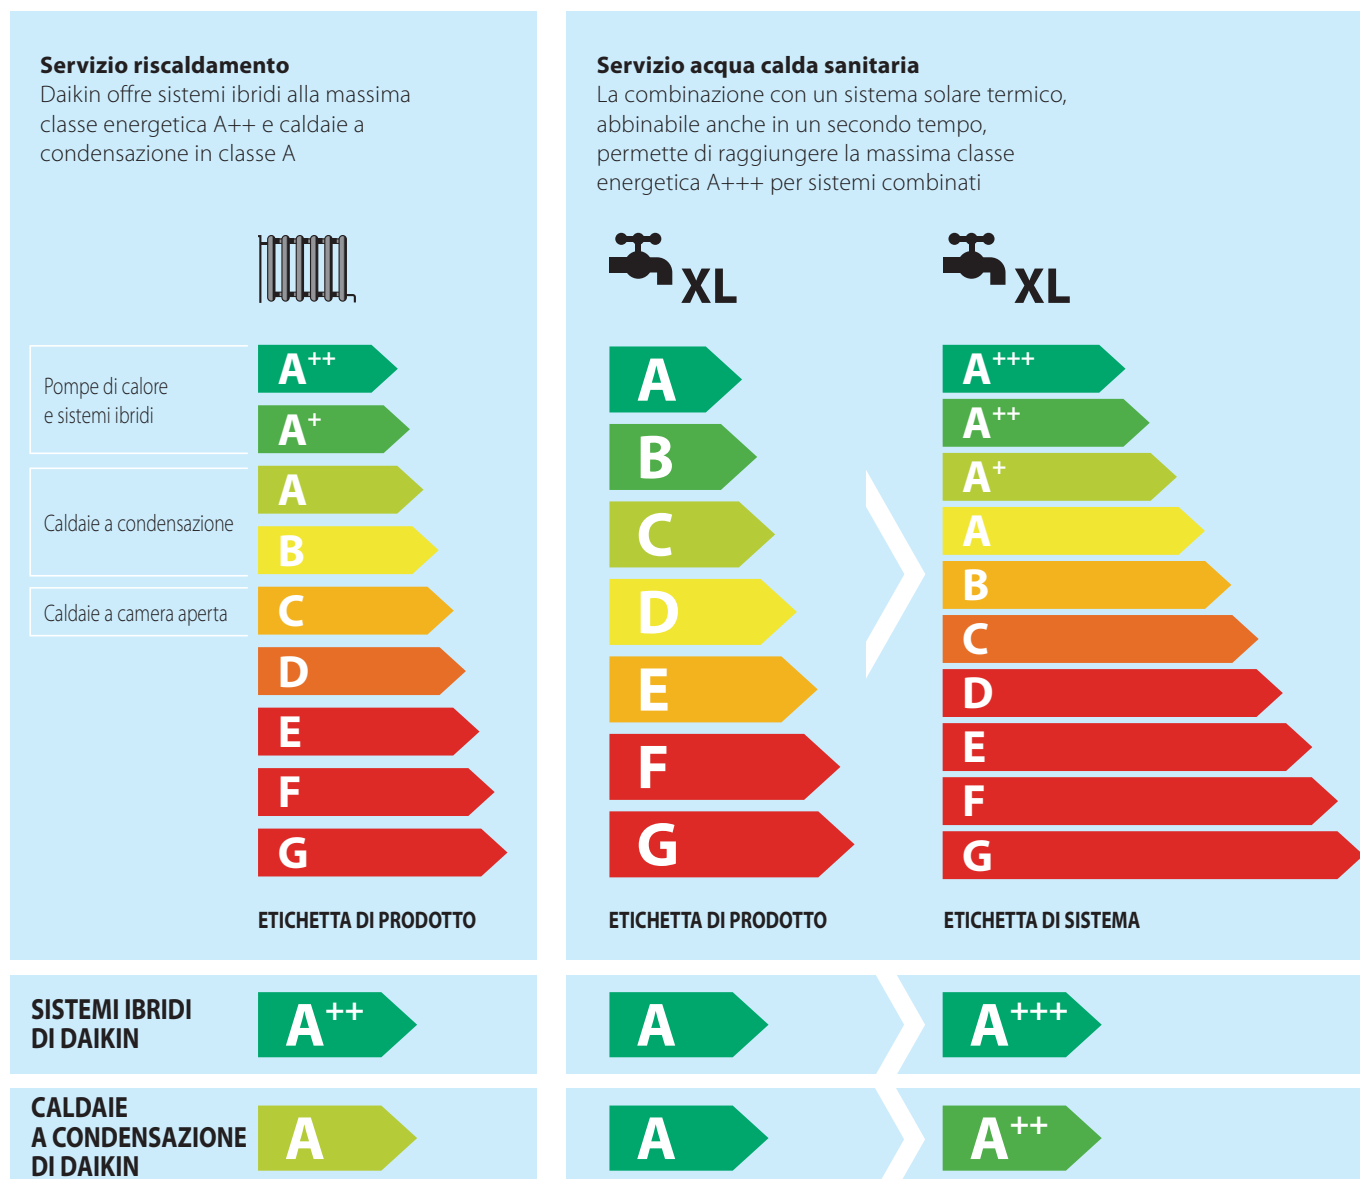 Servizio riscaldamento
Daikin offre sistemi ibridi alla massima
classe energetica A++ e caldaie a
condensazione in classe A
Servizio acqua calda sanitaria
La combinazione con un sistema solare termico,
abbinabile anche in un secondo tempo,
permette di raggiungere la massima classe
energetica A+++ per sistemi combinati
XL
XL
Pompe di calore
e sistemi ibridi
Caldaie a condensazione
Caldaie a camera aperta
A++
A+
A
B
C
D
E
F
G
ETICHETTA DI PRODOTTO
A
B
C
D
E
F
G
ETICHETTA DI PRODOTTO
A+++
A++
A+
A
B
C
D
E
F
G
ETICHETTA DI SISTEMA
SISTEMI IBRIDI
DI DAIKIN
A++
A
A+++
CALDAIE
A CONDENSAZIONE
DI DAIKIN
A
A
A++